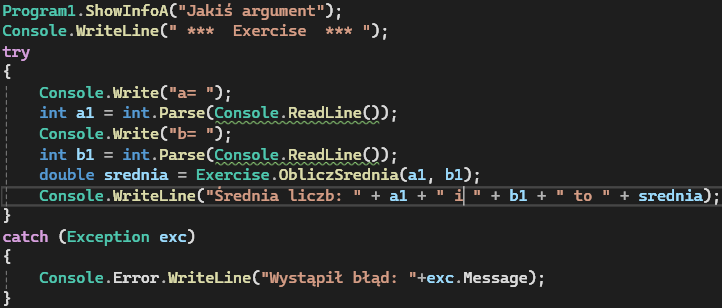 Program1.ShowInfoA("Jakiś argument");
Console.WriteLine(" ***  Exercise  *** ");
try
{
    Console.Write("a= ");
    int a1 = int.Parse(Console.ReadLine());
    Console.Write("b= ");
    int b1 = int.Parse(Console.ReadLine());
    double srednia = Exercise.ObliczSrednia(a1, b1);
    Console.WriteLine("Średnia liczb: " + a1 + " i " + b1 + " to " + srednia);
}
catch (Exception exc)
{
    Console.Error.WriteLine("Wystąpił błąd: "+exc.Message);
}